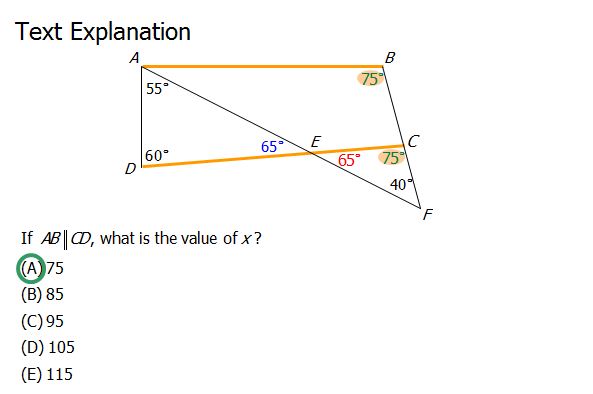 Text Explanation
A
B
75°
55°
65°
E
C
60°
65°
75°
D
40°
F
If AB ∥ CD, what is the value of x?
(A) 75
(B) 85
(C) 95
(D) 105
(E) 115